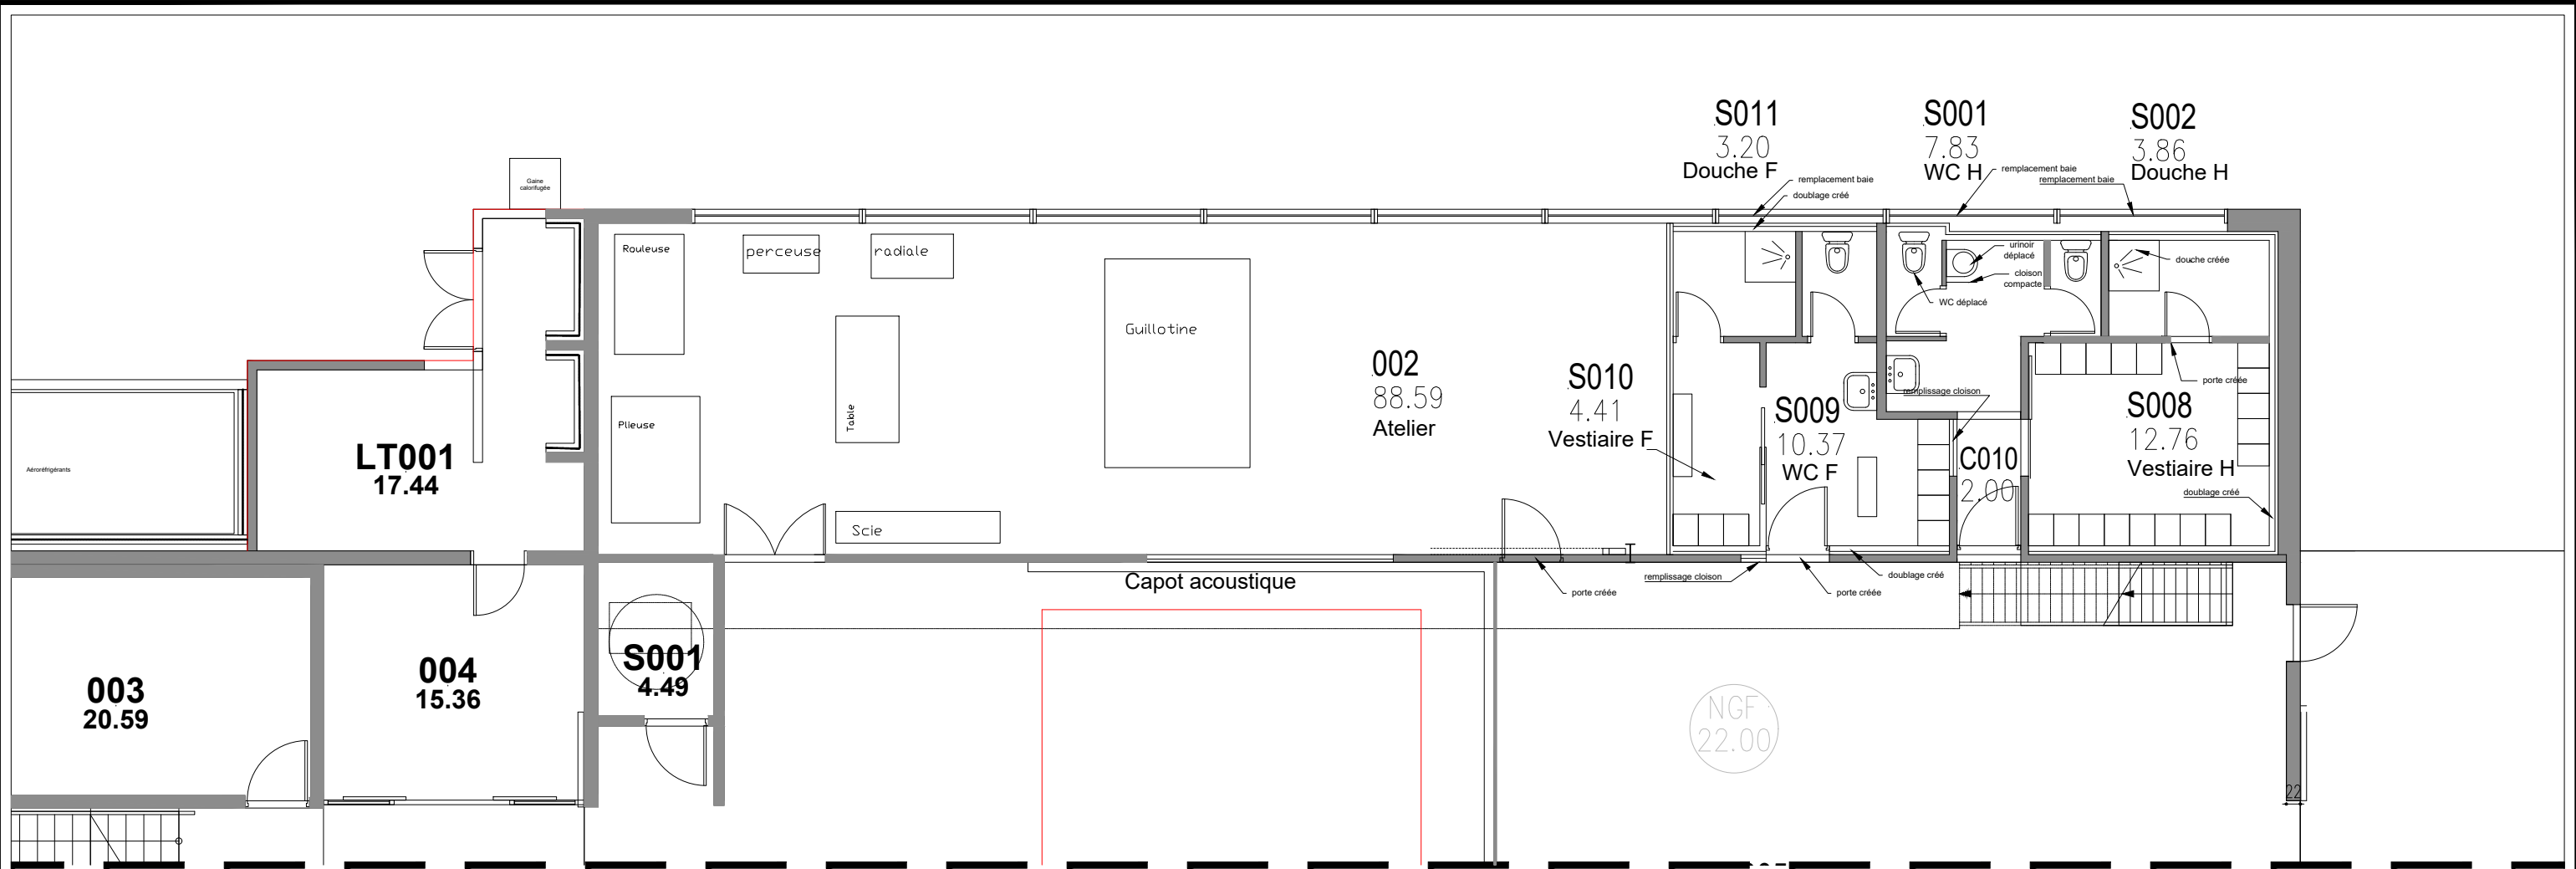 S011
3.20
Douche F
S001
7.83
WC H
S002
3.86
Douche H
remplacement baie
doublage créé
remplacement baie
remplacement baie
Gaine
calorifugée
Rouleuse
perceuse
radiale
Guillotine
Table
Plieuse
Scie
002
88.59
Atelier
S010
4.41
Vestiaire F
S009
10.37
WC F
urinoir
déplacé
cloison
compacte
WC déplacé
douche créée
remplissage cloison
porte créée
S008
12.76
Vestiaire H
C010
2.00
doublage créé
LT001
17.44
Aéroréfrigérants
Capot acoustique
porte créée
remplissage cloison
porte créée
doublage créé
003
20.59
004
15.36
S001
4.49
NGF
22.00
22